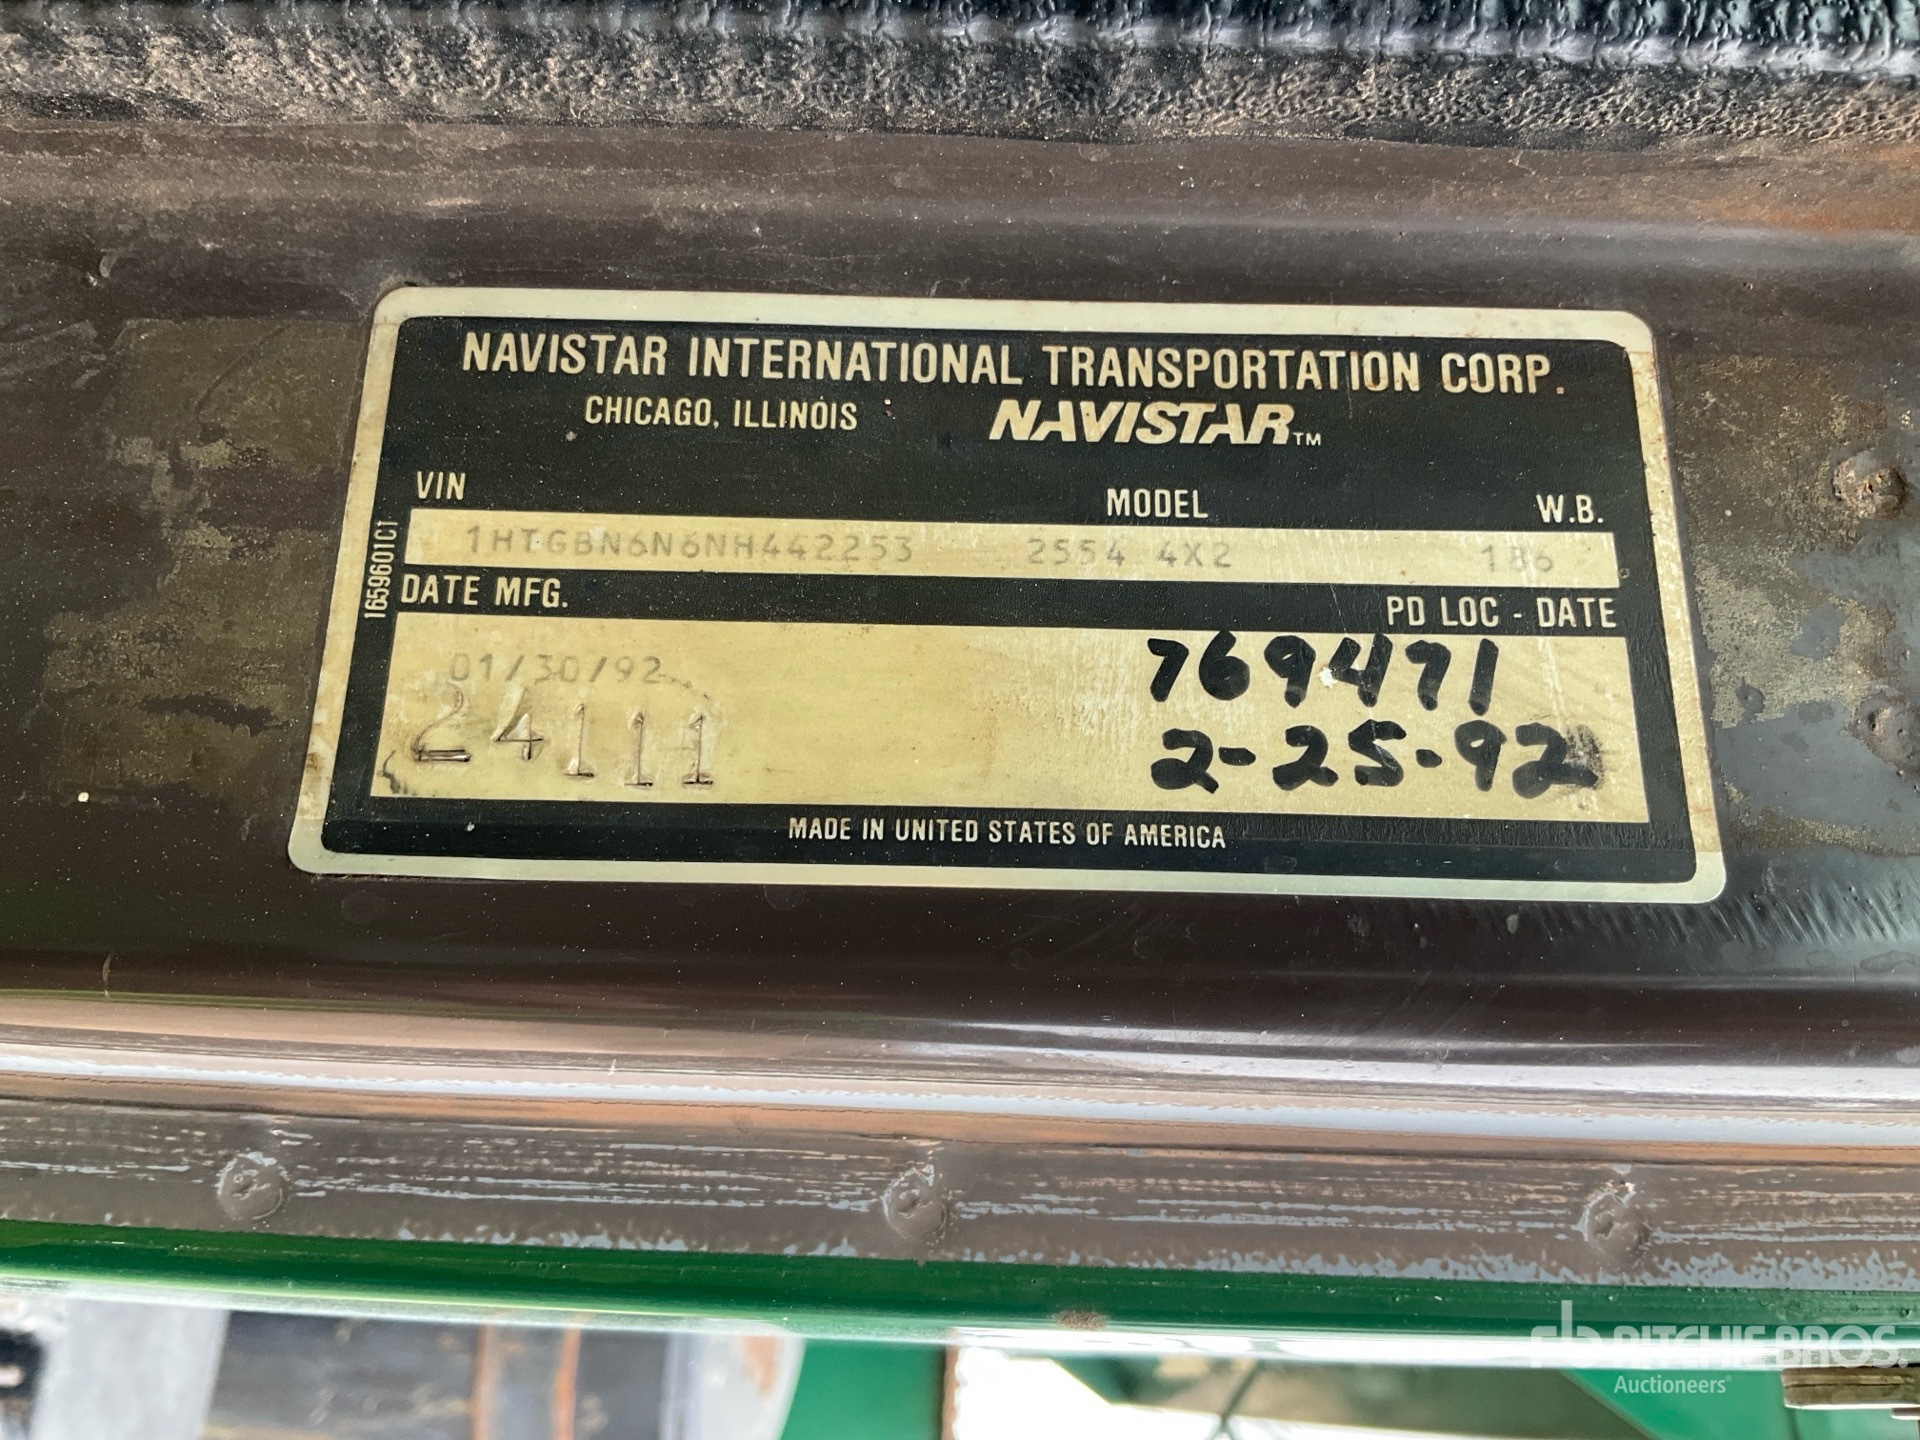 NAVISTAR INTERNATIONAL TRANSPORTATION CORP.
CHICAGO, ILLINOIS NAVISTAR™
VIN MODEL W.B.
1HTGBN6N6NH442253 2554 4X2 186
1659601C1
DATE MFG. PD LOC - DATE
01/30/92 769471
24111 2-25-92
MADE IN UNITED STATES OF AMERICA
rb RITCHIE BROS.
Auctioneers®